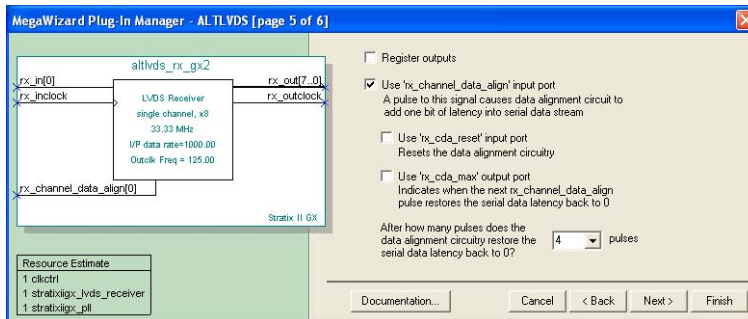 MegaWizard Plug-In Manager - ALTLVDS [page 5 of 6]
altlvds_rx_gx2
rx_in[0]
rx_out[7..0]
rx_inclock
rx_outclock
LVDS Receiver
single channel, x8
33.33 MHz
I/P data rate=1000.00
Outclk Freq = 125.00
rx_channel_data_align[0]
Stratix II GX
Resource Estimate
1 clkctrl
1 stratixiigx_lvds_receiver
1 stratixiigx_pll
Register outputs
Use 'rx_channel_data_align' input port
A pulse to this signal causes data alignment circuit to
add one bit of latency into serial data stream
Use 'rx_cda_reset' input port
Resets the data alignment circuitry
Use 'rx_cda_max' output port
Indicates when the next rx_channel_data_align
pulse restores the serial data latency back to 0
After how many pulses does the
data alignment circuitry restore the
serial data latency back to 0?
4
pulses
Documentation...
Cancel
< Back
Next >
Finish